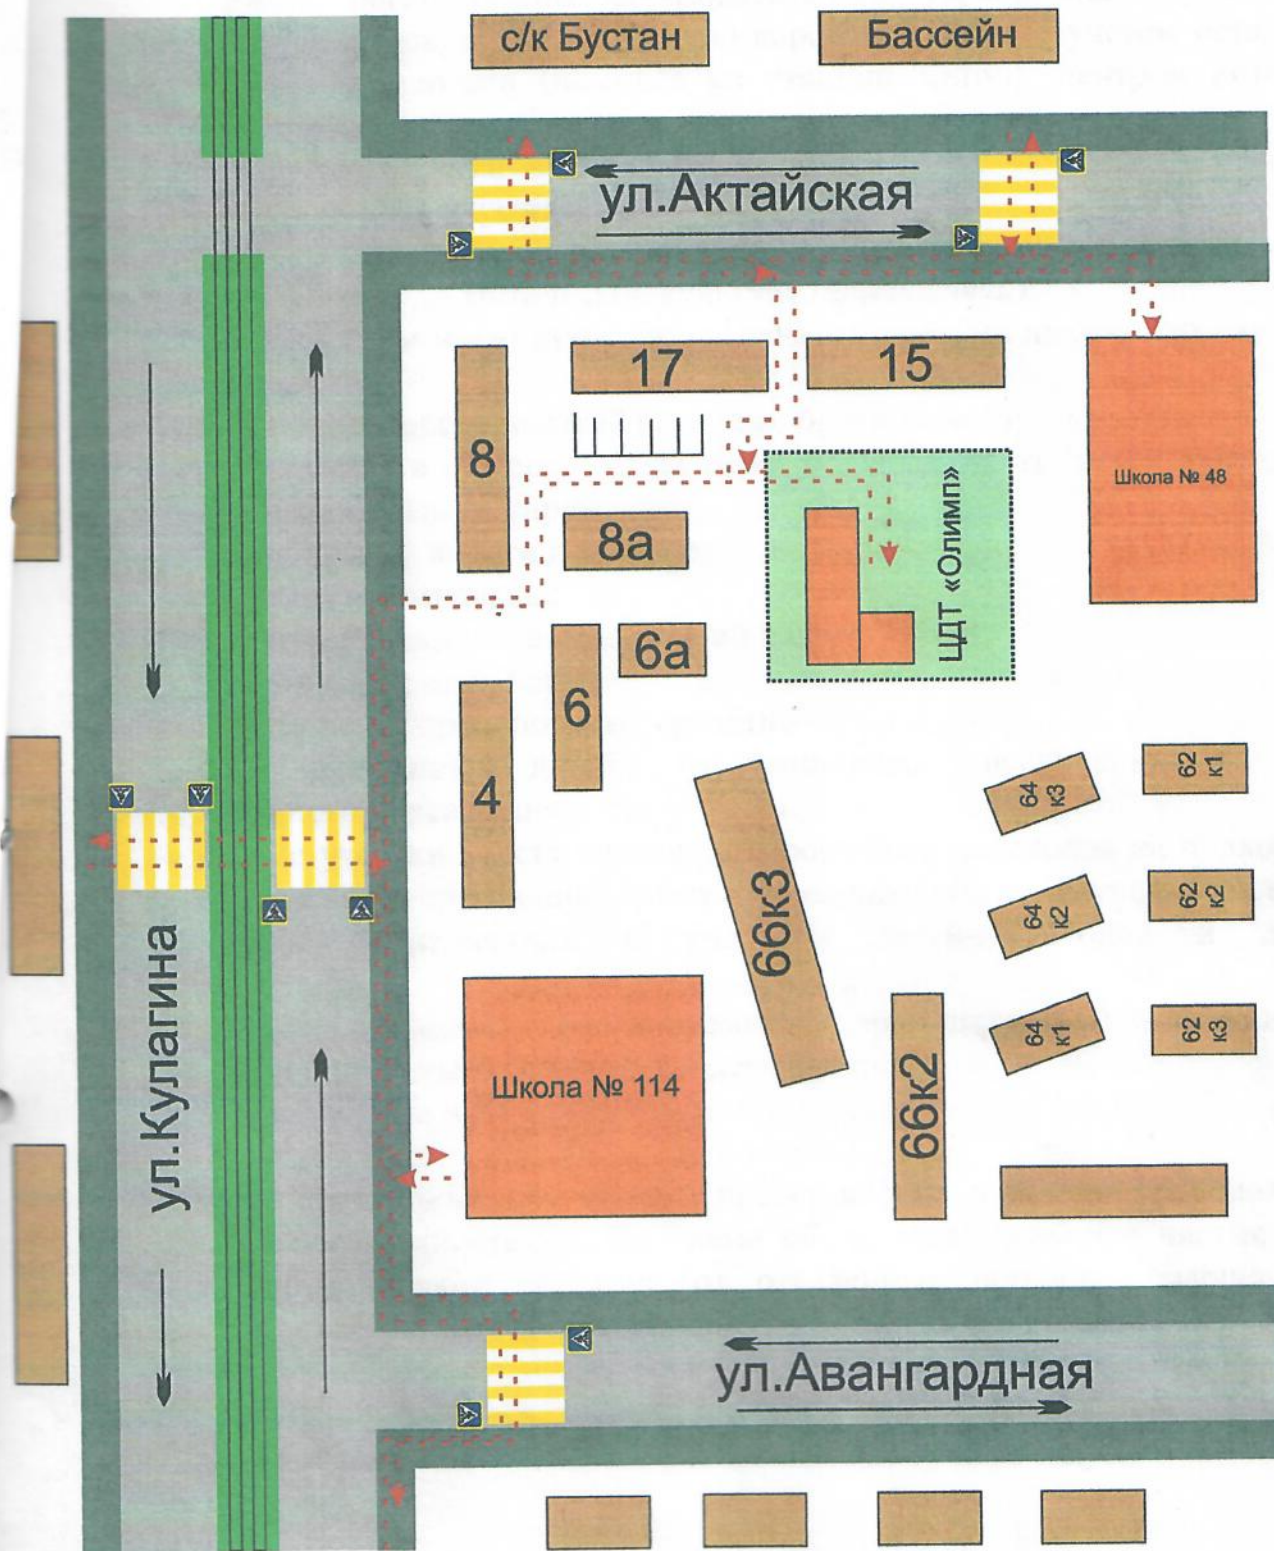 с/к Бустан
Бассейн
ул.Актайская
17
15
8
Школа № 48
8а
ЦДТ «Олимп»
6а
6
4
64
к3
62
к1
66к3
64
к2
62
к2
ул.Кулагина
64
к1
62
к3
Школа № 114
66к2
ул.Авангардная